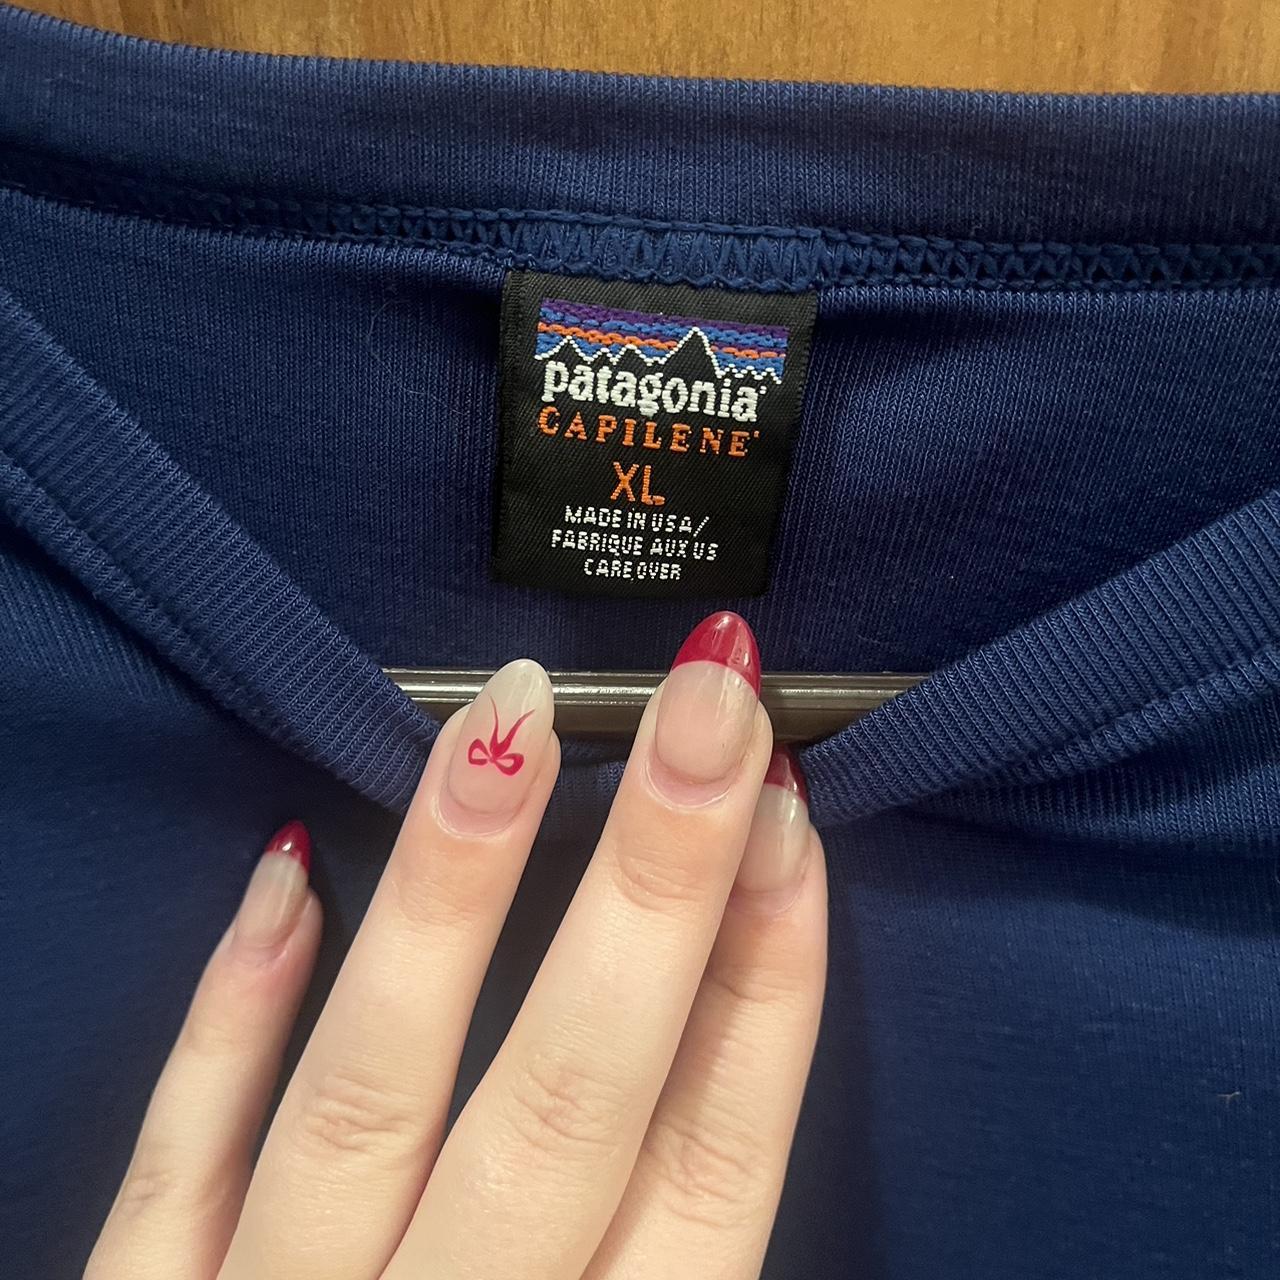 patagonia®
CAPILENE®
XL
MADE IN USA/
FABRIQUE AUX US
CARE OVER